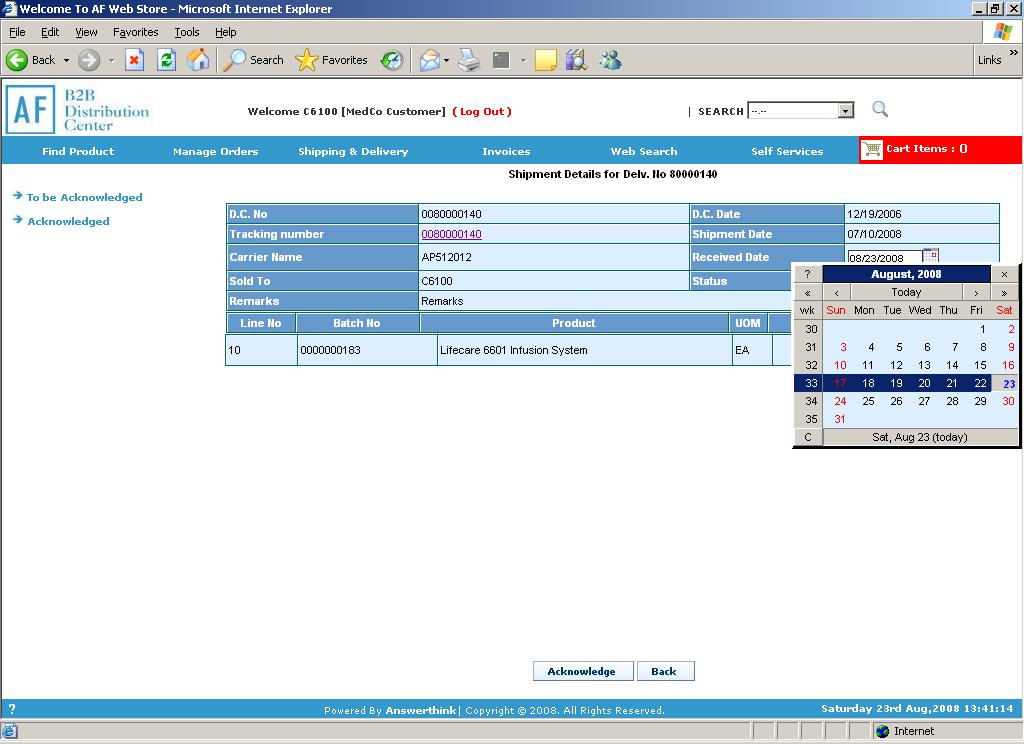 Welcome To AF Web Store - Microsoft Internet Explorer
File Edit View Favorites Tools Help
Back Search Favorites Links »
AF B2B Distribution Center
Welcome C6100 [MedCo Customer] ( Log Out ) | SEARCH --.--
Find Product Manage Orders Shipping & Delivery Invoices Web Search Self Services Cart Items : 0
Shipment Details for Delv. No 80000140
To be Acknowledged
Acknowledged
D.C. No 0080000140 D.C. Date 12/19/2006
Tracking number 0080000140 Shipment Date 07/10/2008
Carrier Name AP512012 Received Date 08/23/2008
Sold To C6100 Status
Remarks Remarks
Line No Batch No Product UOM
10 0000000183 Lifecare 6601 Infusion System EA
? August, 2008 ×
« ‹ Today › »
wk Sun Mon Tue Wed Thu Fri Sat
30 1 2
31 3 4 5 6 7 8 9
32 10 11 12 13 14 15 16
33 17 18 19 20 21 22 23
34 24 25 26 27 28 29 30
35 31
C Sat, Aug 23 (today)
Acknowledge Back
? Powered By Answerthink | Copyright © 2008. All Rights Reserved. Saturday 23rd Aug,2008 13:41:14
Internet